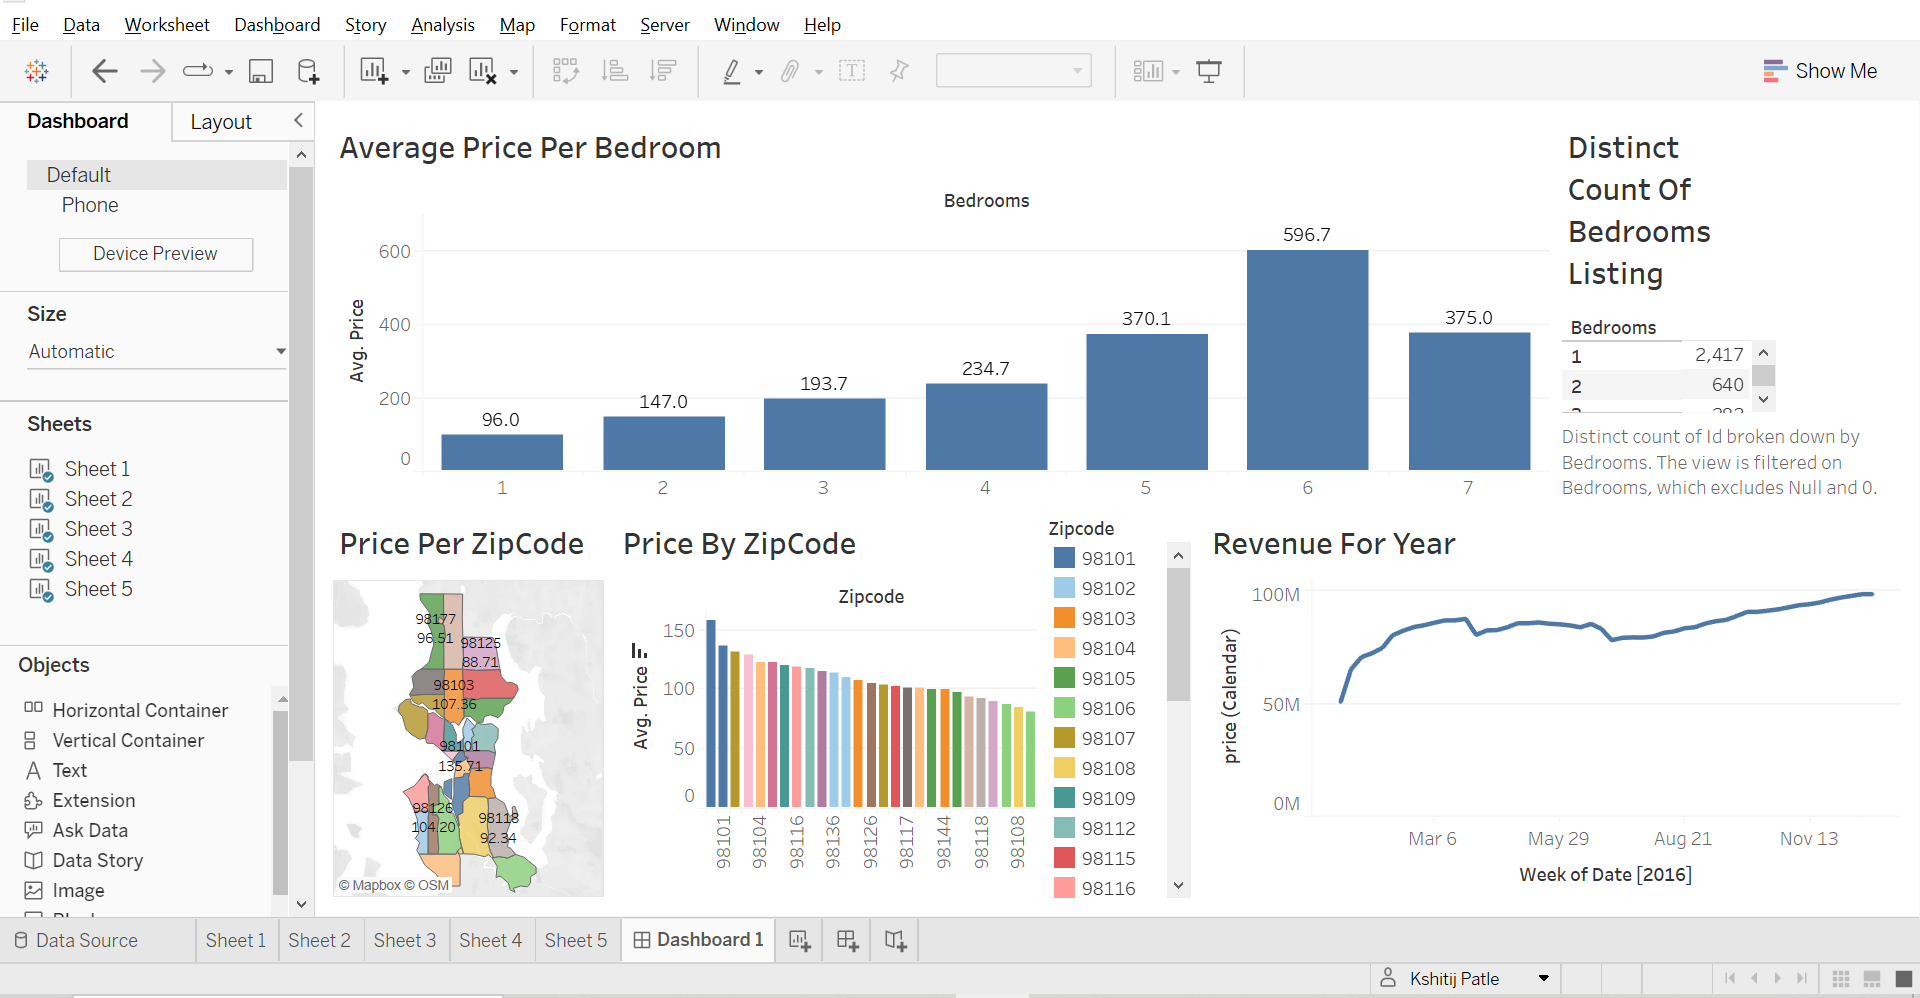 File Data Worksheet Dashboard Story Analysis Map Format Server Window Help
T
Show Me
Dashboard
Layout
Default
Phone
Device Preview
Size
Automatic
Sheets
Sheet 1
Sheet 2
Sheet 3
Sheet 4
Sheet 5
Objects
Horizontal Container
Vertical Container
A Text
Extension
Ask Data
Data Story
Image
Average Price Per Bedroom
Bedrooms
Avg. Price
600
400
200
0
96.0
147.0
193.7
234.7
370.1
596.7
375.0
1 2 3 4 5 6 7
Distinct
Count Of
Bedrooms
Listing
Bedrooms
1 2,417
2 640
Distinct count of Id broken down by
Bedrooms. The view is filtered on
Bedrooms, which excludes Null and 0.
Price Per ZipCode
98177
96.51
98125
88.71
98103
107.36
98101
135.71
98126
104.20
98118
92.34
© Mapbox © OSM
Price By ZipCode
Zipcode
Avg. Price
150
100
50
0
98101 98104 98116 98136 98126 98117 98144 98118 98108
Zipcode
98101
98102
98103
98104
98105
98106
98107
98108
98109
98112
98115
98116
Revenue For Year
price (Calendar)
100M
50M
0M
Mar 6 May 29 Aug 21 Nov 13
Week of Date [2016]
Data Source Sheet 1 Sheet 2 Sheet 3 Sheet 4 Sheet 5 Dashboard 1
Kshitij Patle